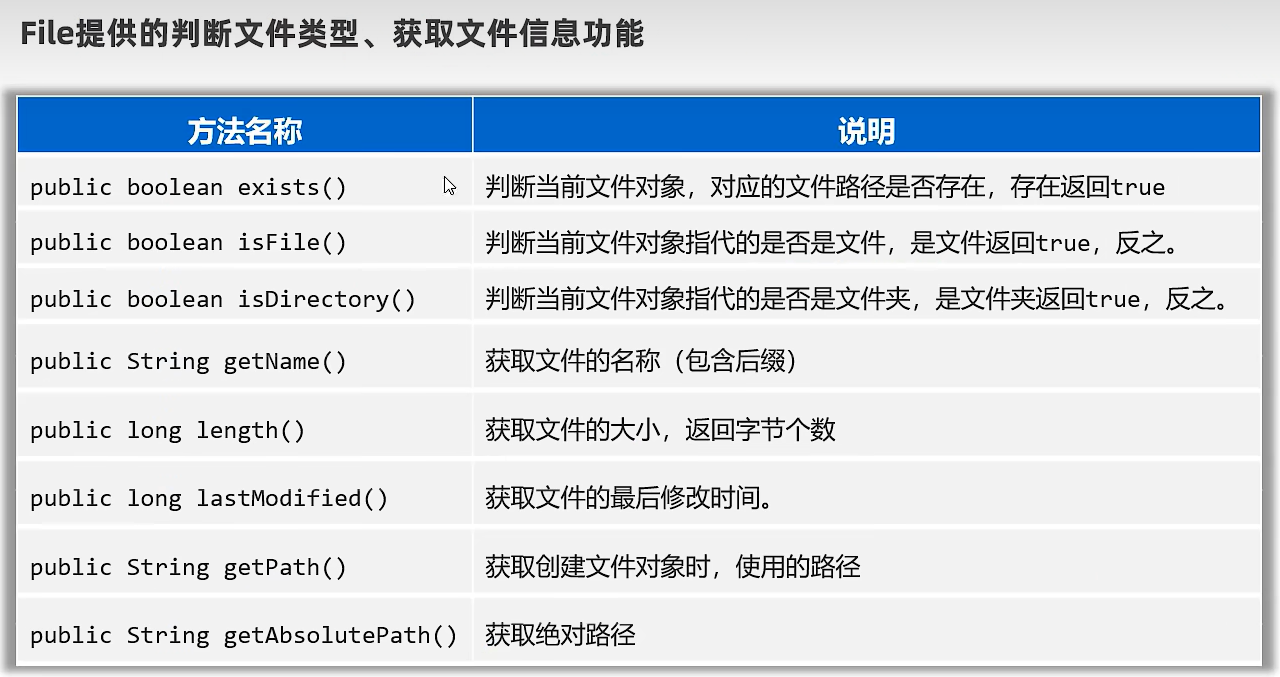 File提供的判断文件类型、获取文件信息功能
方法名称 说明
public boolean exists() 判断当前文件对象，对应的文件路径是否存在，存在返回true
public boolean isFile() 判断当前文件对象指代的是否是文件，是文件返回true，反之。
public boolean isDirectory() 判断当前文件对象指代的是否是文件夹，是文件夹返回true，反之。
public String getName() 获取文件的名称（包含后缀）
public long length() 获取文件的大小，返回字节个数
public long lastModified() 获取文件的最后修改时间。
public String getPath() 获取创建文件对象时，使用的路径
public String getAbsolutePath() 获取绝对路径